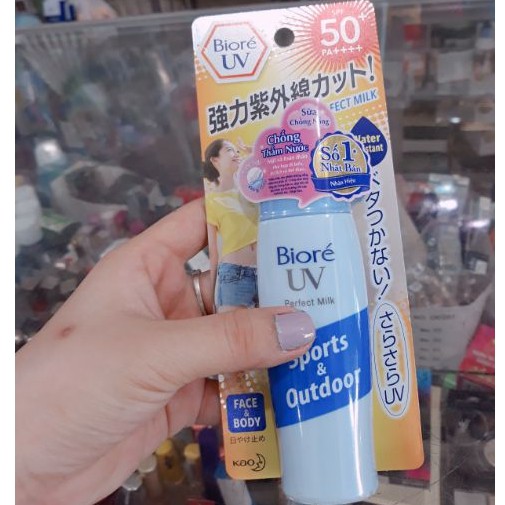 Bioré
UV
SPF
50+
PA++++
強力紫外線カット!
PERFECT MILK
Sữa
Chống Nắng
Chống
Thấm Nước
Số 1
Nhật Bản
Nhãn Hiệu
Water
ベタつかない!
さらさらUV
Bioré
UV
Perfect Milk
Sports
&
Outdoor
FACE
&
BODY
日やけ止め
Kao